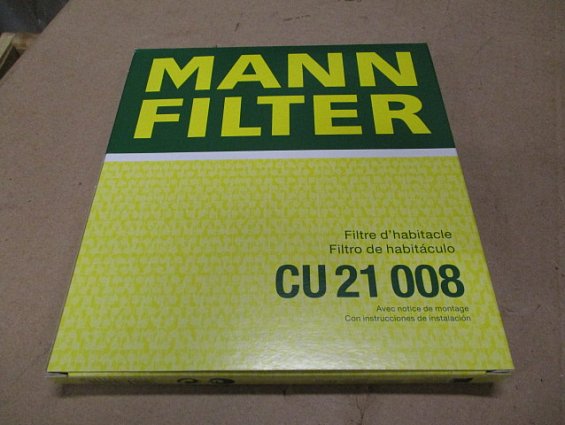 MANN
FILTER
Filtre d'habitacle
Filtro de habitáculo
CU 21 008
Avec notice de montage
Con instrucciones de instalación